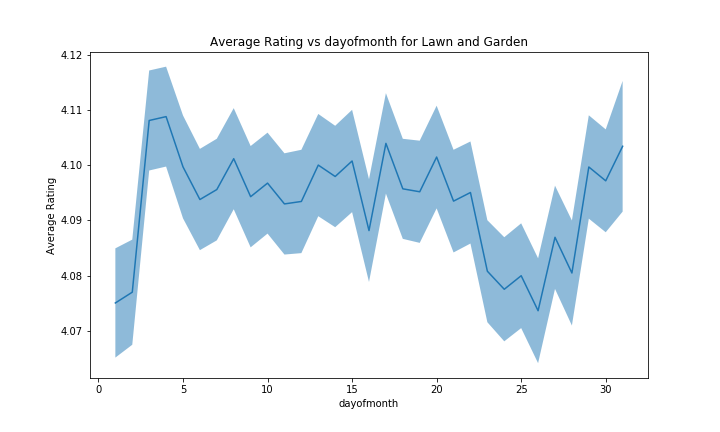 Average Rating vs dayofmonth for Lawn and Garden
4.12
4.11
4.10
4.09
4.08
4.07
Average Rating
0 5 10 15 20 25 30
dayofmonth